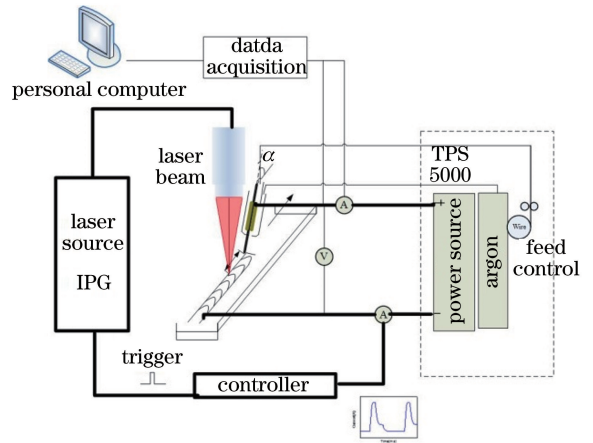 datda
acquisition
personal computer
laser
beam
α
TPS
5000
laser
source
IPG
A
+
V
power source
argon
Wire
feed
control
A
−
trigger
controller